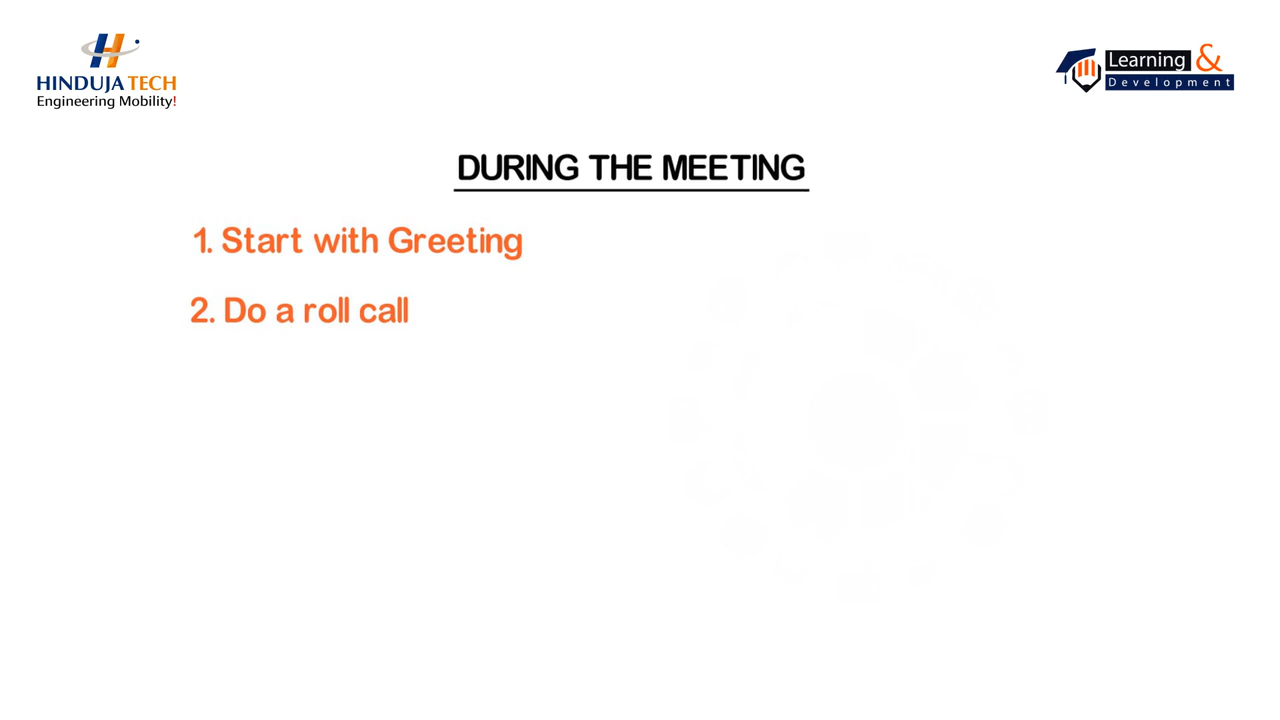 HINDUJA TECH
Engineering Mobility!
Learning &
Development
DURING THE MEETING
1. Start with Greeting
2. Do a roll call